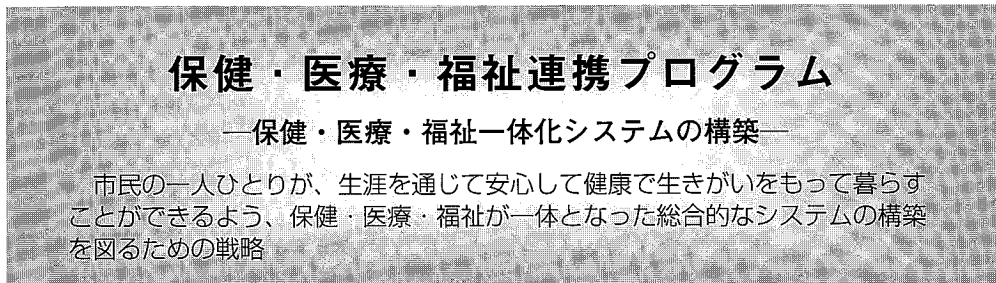 保健・医療・福祉連携プログラム
―保健・医療・福祉一体化システムの構築―
市民の一人ひとりが、生涯を通じて安心して健康で生きがいをもって暮らす
ことができるよう、保健・医療・福祉が一体となった総合的なシステムの構築
を図るための戦略